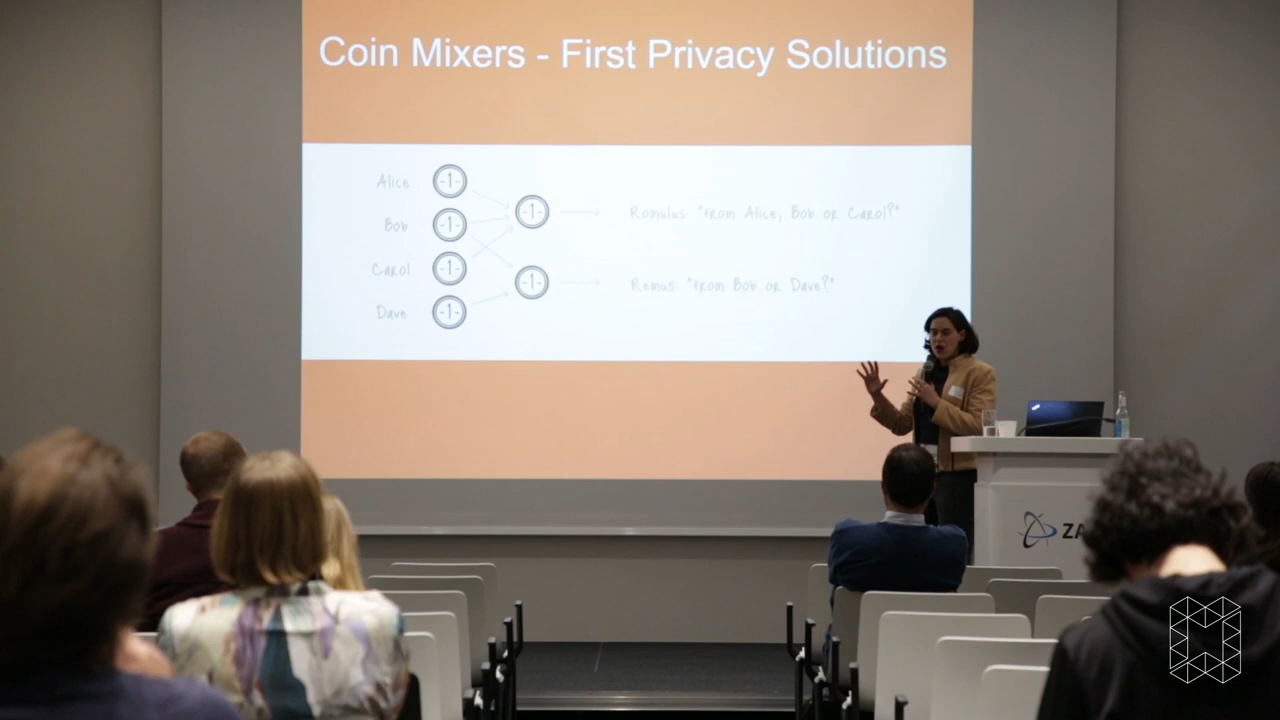 Coin Mixers - First Privacy Solutions
Alice
-1-
Bob
-1-
Carol
-1-
Dave
-1-
-1-
Romulus: "from Alice, Bob or Carol?"
-1-
Remus: "from Bob or Dave?"
ZA